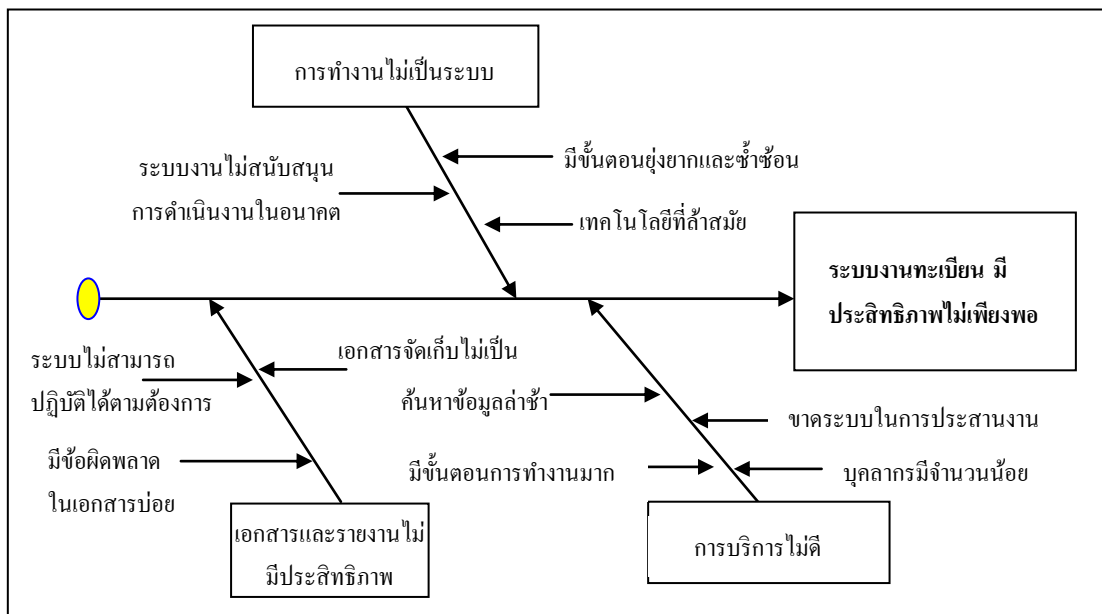 การทำงานไม่เป็นระบบ
มีขั้นตอนยุ่งยากและซ้ำซ้อน
ระบบงานไม่สนับสนุน
การดำเนินงานในอนาคต
เทคโนโลยีที่ล้าสมัย
ระบบงานทะเบียน มี
ประสิทธิภาพไม่เพียงพอ
เอกสารจัดเก็บไม่เป็น
ระบบไม่สามารถ
ปฏิบัติได้ตามต้องการ
มีข้อผิดพลาด
ในเอกสารบ่อย
เอกสารและรายงานไม่
มีประสิทธิภาพ
ค้นหาข้อมูลล่าช้า
ขาดระบบในการประสานงาน
มีขั้นตอนการทำงานมาก
บุคลากรมีจำนวนน้อย
การบริการไม่ดี